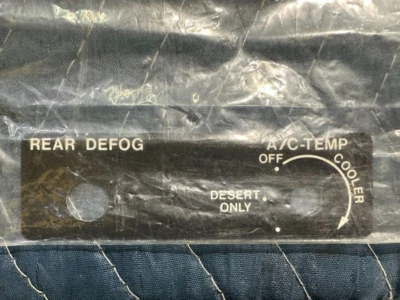 REAR DEFOG
A/C-TEMP
OFF
COOLER
DESERT
ONLY